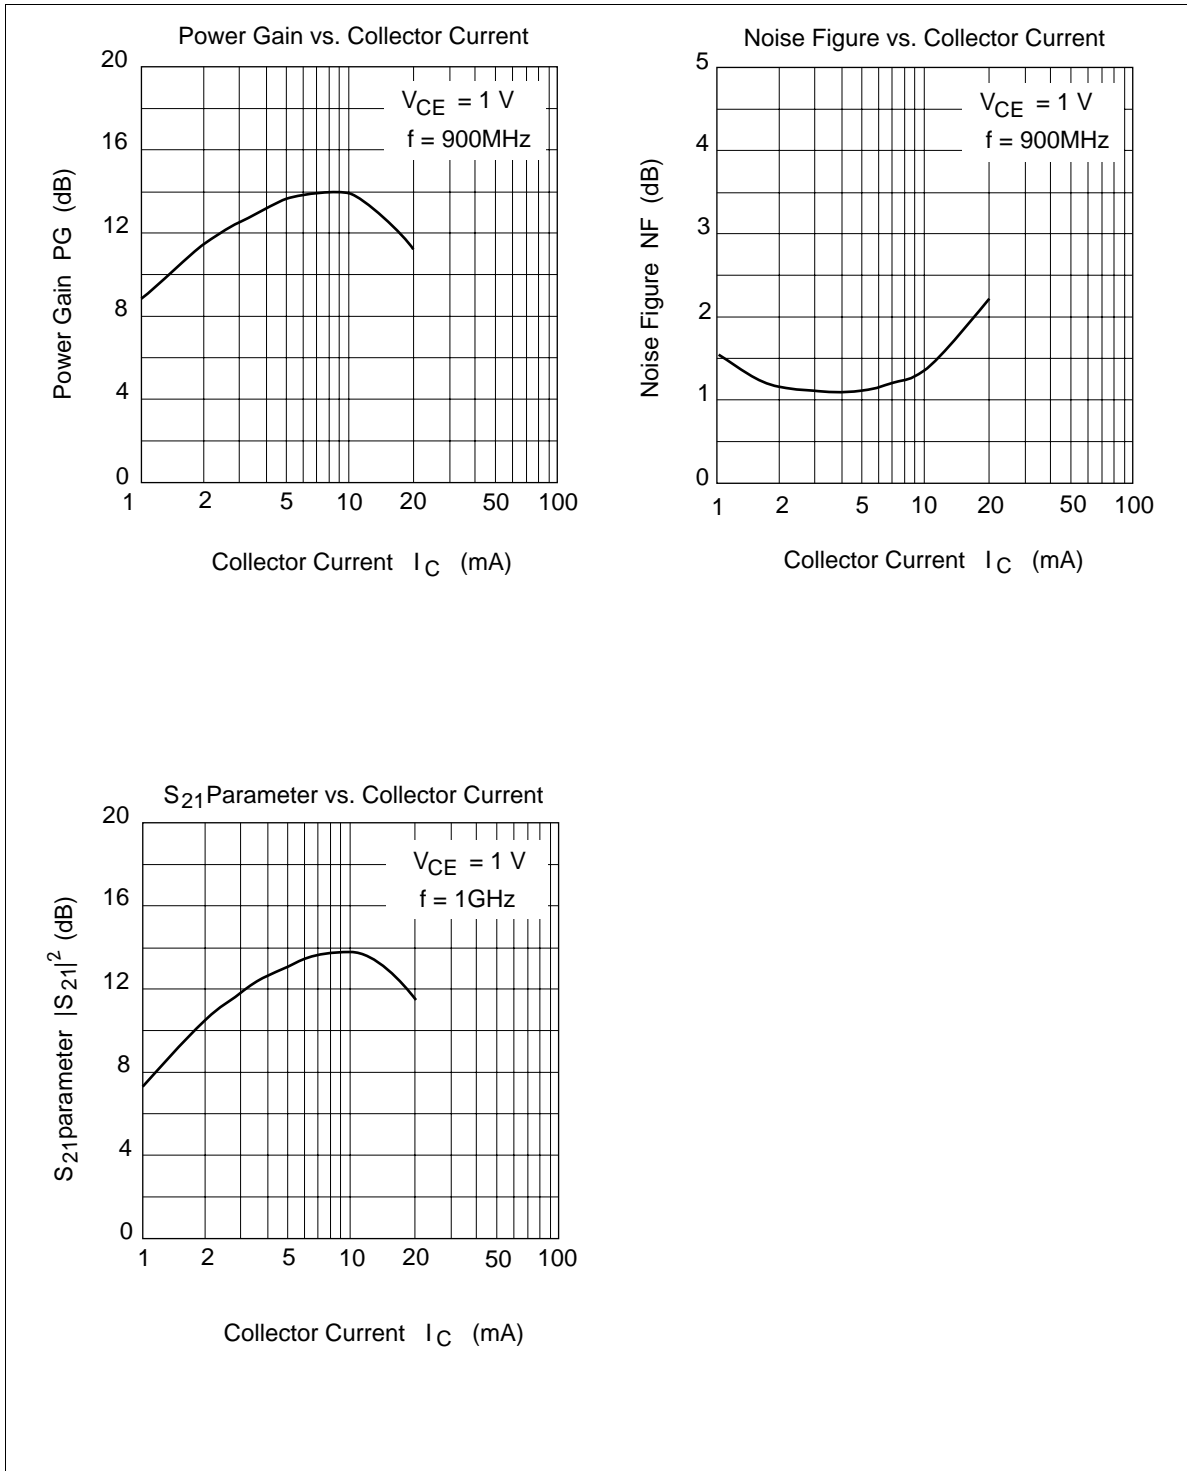 Power Gain vs. Collector Current
20
16
12
8
4
0
Power Gain PG (dB)
V_CE = 1 V
f = 900MHz
1 2 5 10 20 50 100
Collector Current I_C (mA)
Noise Figure vs. Collector Current
5
4
3
2
1
0
Noise Figure NF (dB)
V_CE = 1 V
f = 900MHz
1 2 5 10 20 50 100
Collector Current I_C (mA)
S_21 Parameter vs. Collector Current
20
16
12
8
4
0
S_21 parameter |S_21|^2 (dB)
V_CE = 1 V
f = 1GHz
1 2 5 10 20 50 100
Collector Current I_C (mA)